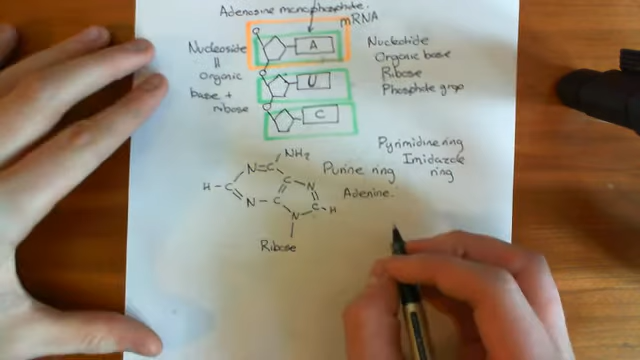 Adenosine monophosphate.
mRNA
A
U
C
Nucleoside
||
Organic
base +
ribose
Nucleotide
Organic base
Ribose
Phosphate group
Pyrimidine ring
Imidazole
ring
Purine ring
Adenine.
NH2
N=C
C
N
H-C
N-C
C-H
N
Ribose